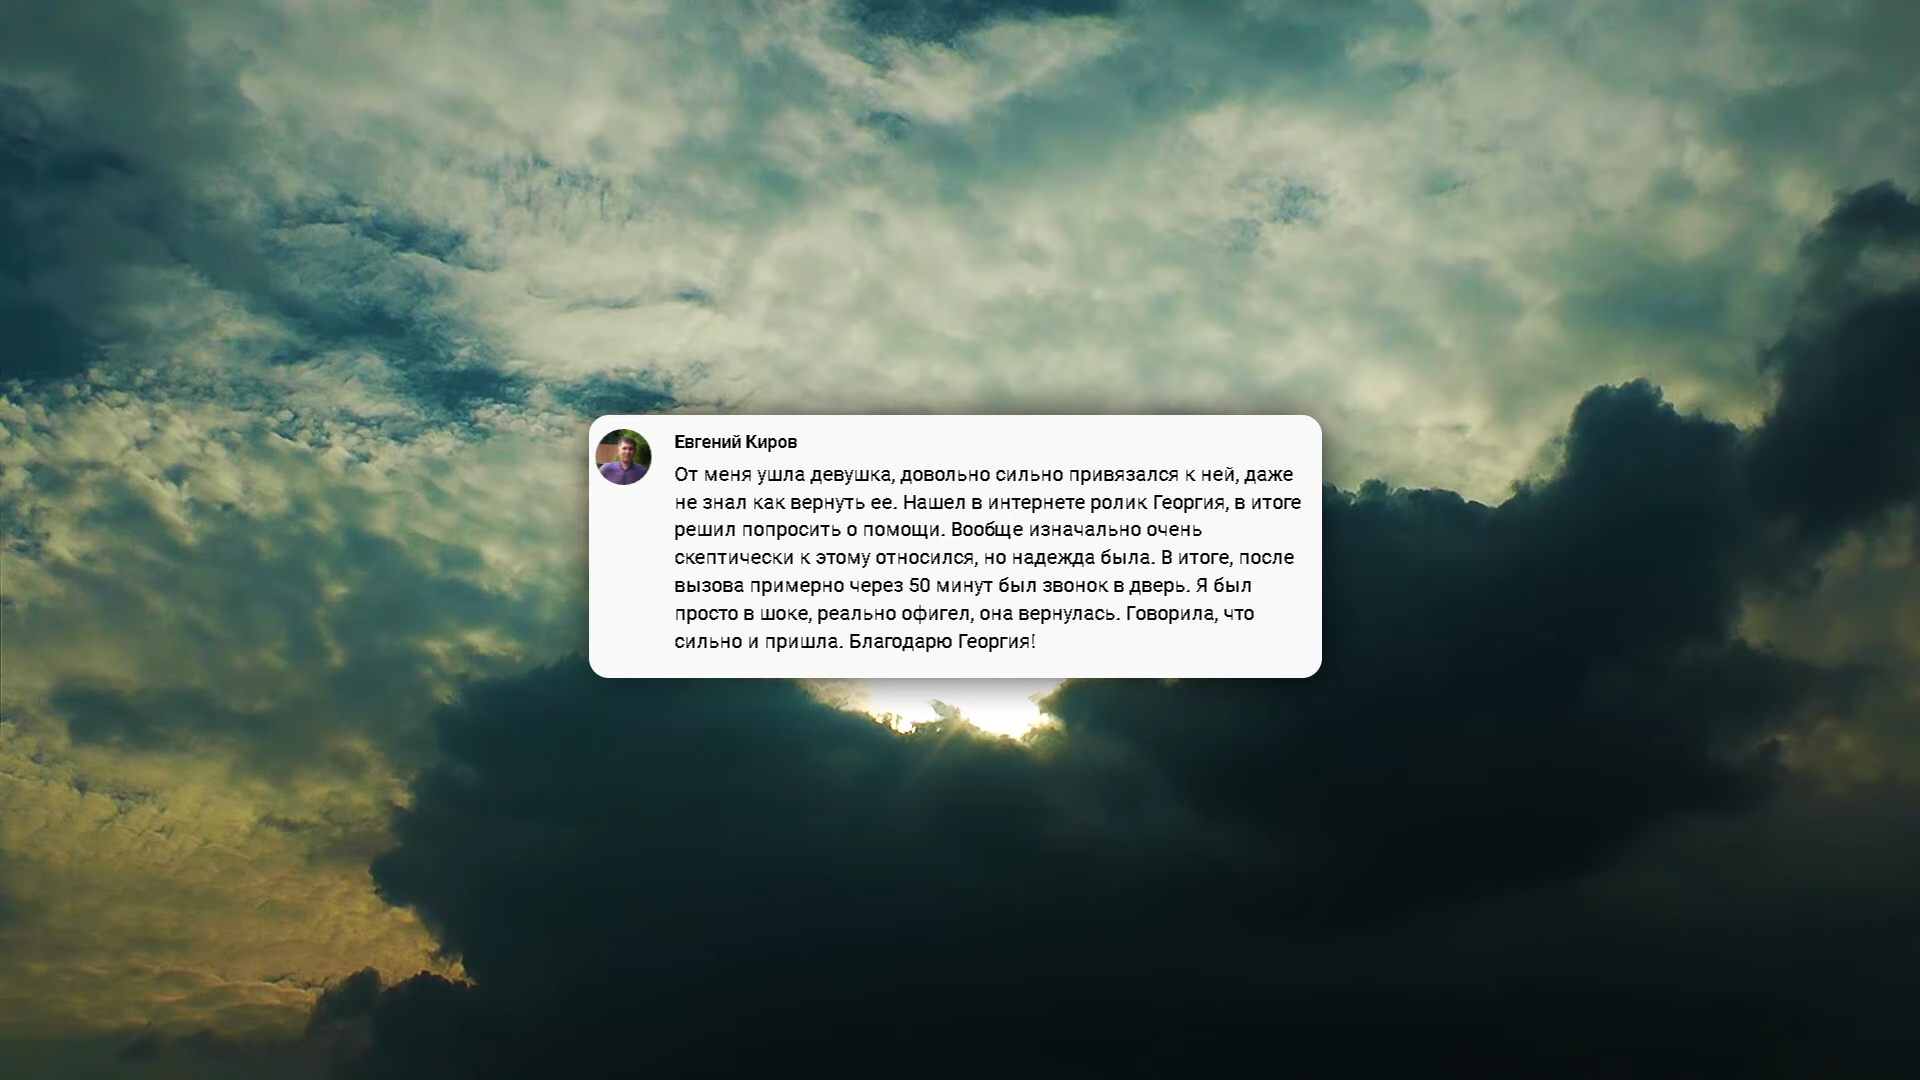 Евгений Киров
От меня ушла девушка, довольно сильно привязался к ней, даже
не знал как вернуть ее. Нашел в интернете ролик Георгия, в итоге
решил попросить о помощи. Вообще изначально очень
скептически к этому относился, но надежда была. В итоге, после
вызова примерно через 50 минут был звонок в дверь. Я был
просто в шоке, реально офигел, она вернулась. Говорила, что
сильно и пришла. Благодарю Георгия!